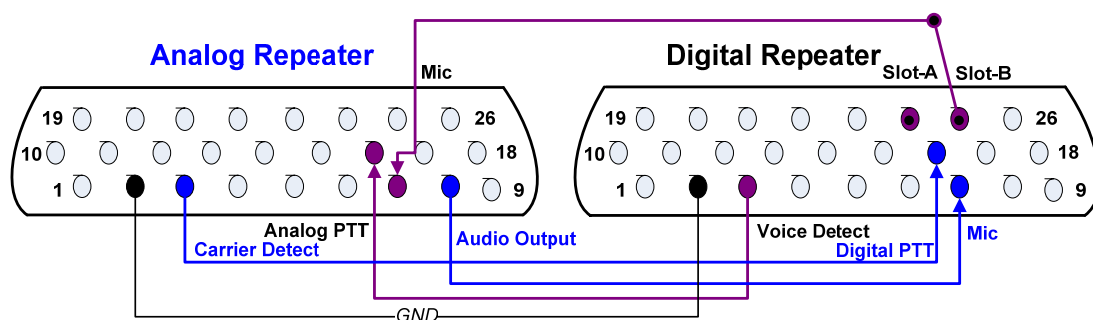 Analog Repeater
Digital Repeater
Mic
Slot-A
Slot-B
19
26
19
26
10
18
10
18
1
9
1
9
Analog PTT
Carrier Detect
Audio Output
Voice Detect
Digital PTT
Mic
GND